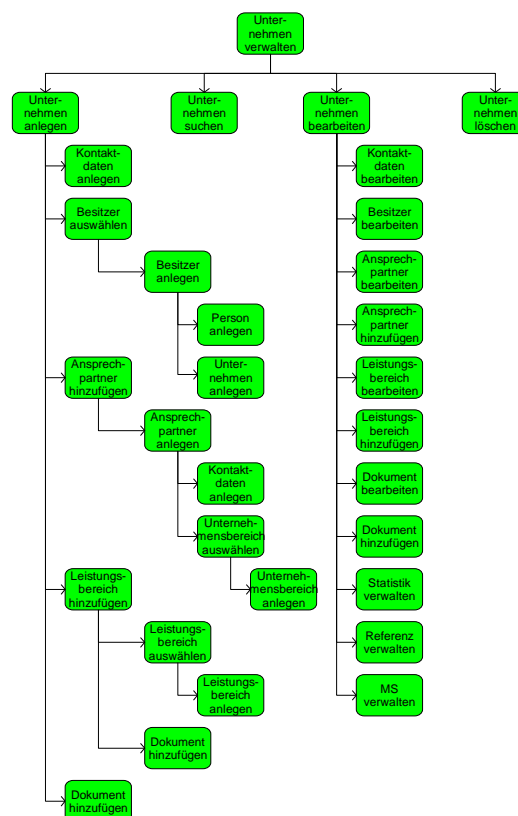 Unter-
nehmen
verwalten
Unter-
nehmen
anlegen
Unter-
nehmen
suchen
Unter-
nehmen
bearbeiten
Unter-
nehmen
löschen
Kontakt-
daten
anlegen
Besitzer
auswählen
Besitzer
anlegen
Person
anlegen
Unter-
nehmen
anlegen
Ansprech-
partner
hinzufügen
Ansprech-
partner
anlegen
Kontakt-
daten
anlegen
Unterneh-
mensbereich
auswählen
Unterneh-
mensbereich
anlegen
Leistungs-
bereich
hinzufügen
Leistungs-
bereich
auswählen
Leistungs-
bereich
anlegen
Dokument
hinzufügen
Dokument
hinzufügen
Kontakt-
daten
bearbeiten
Besitzer
bearbeiten
Ansprech-
partner
bearbeiten
Ansprech-
partner
hinzufügen
Leistungs-
bereich
bearbeiten
Leistungs-
bereich
hinzufügen
Dokument
bearbeiten
Dokument
hinzufügen
Statistik
verwalten
Referenz
verwalten
MS
verwalten